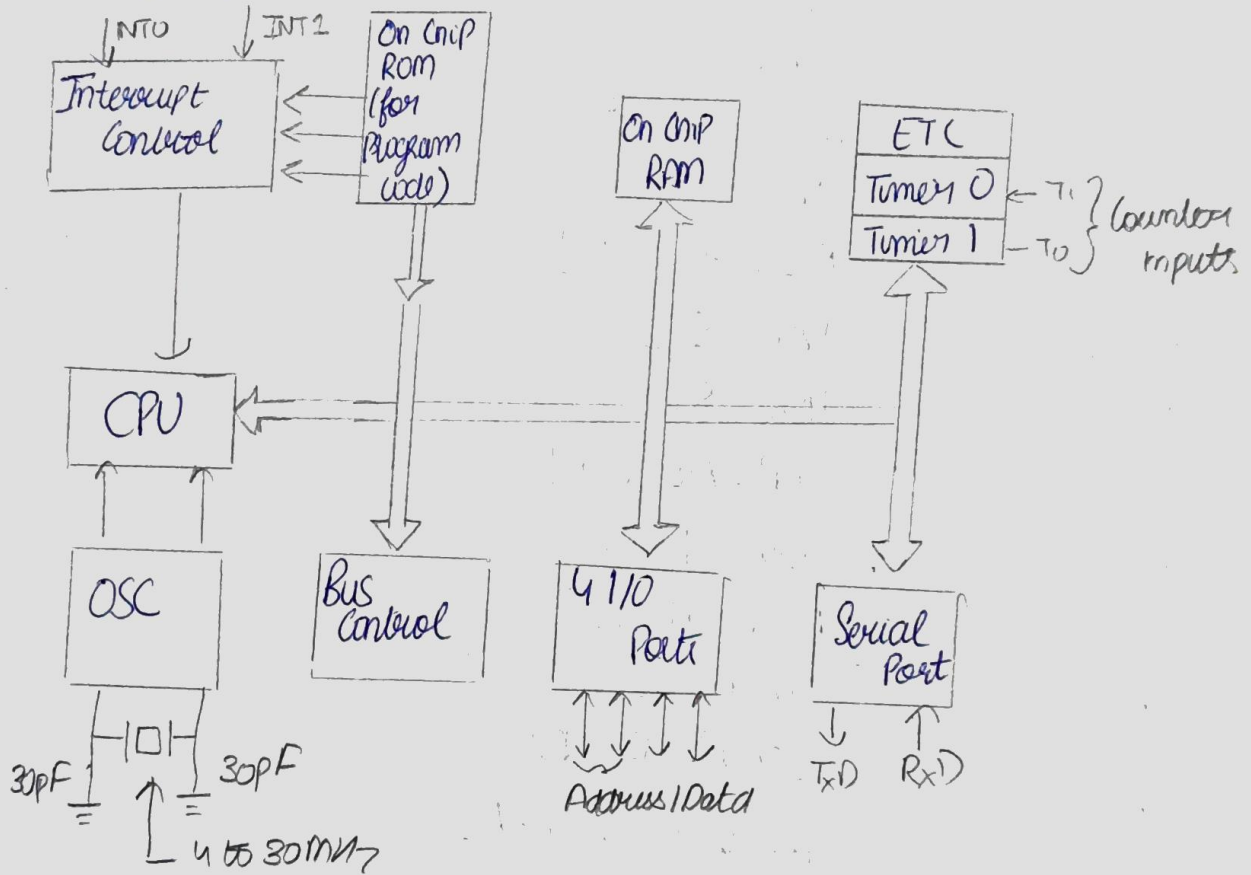 INT0
INT1
Interrupt
Control
On Chip
ROM
(for
Program
code)
On Chip
RAM
ETC
Timer 0
Timer 1
T1
T0
Counter
inputs
CPU
OSC
Bus
Control
4 I/O
Ports
Serial
Port
30pF
30pF
4 to 30MHz
Address/Data
TxD
RxD